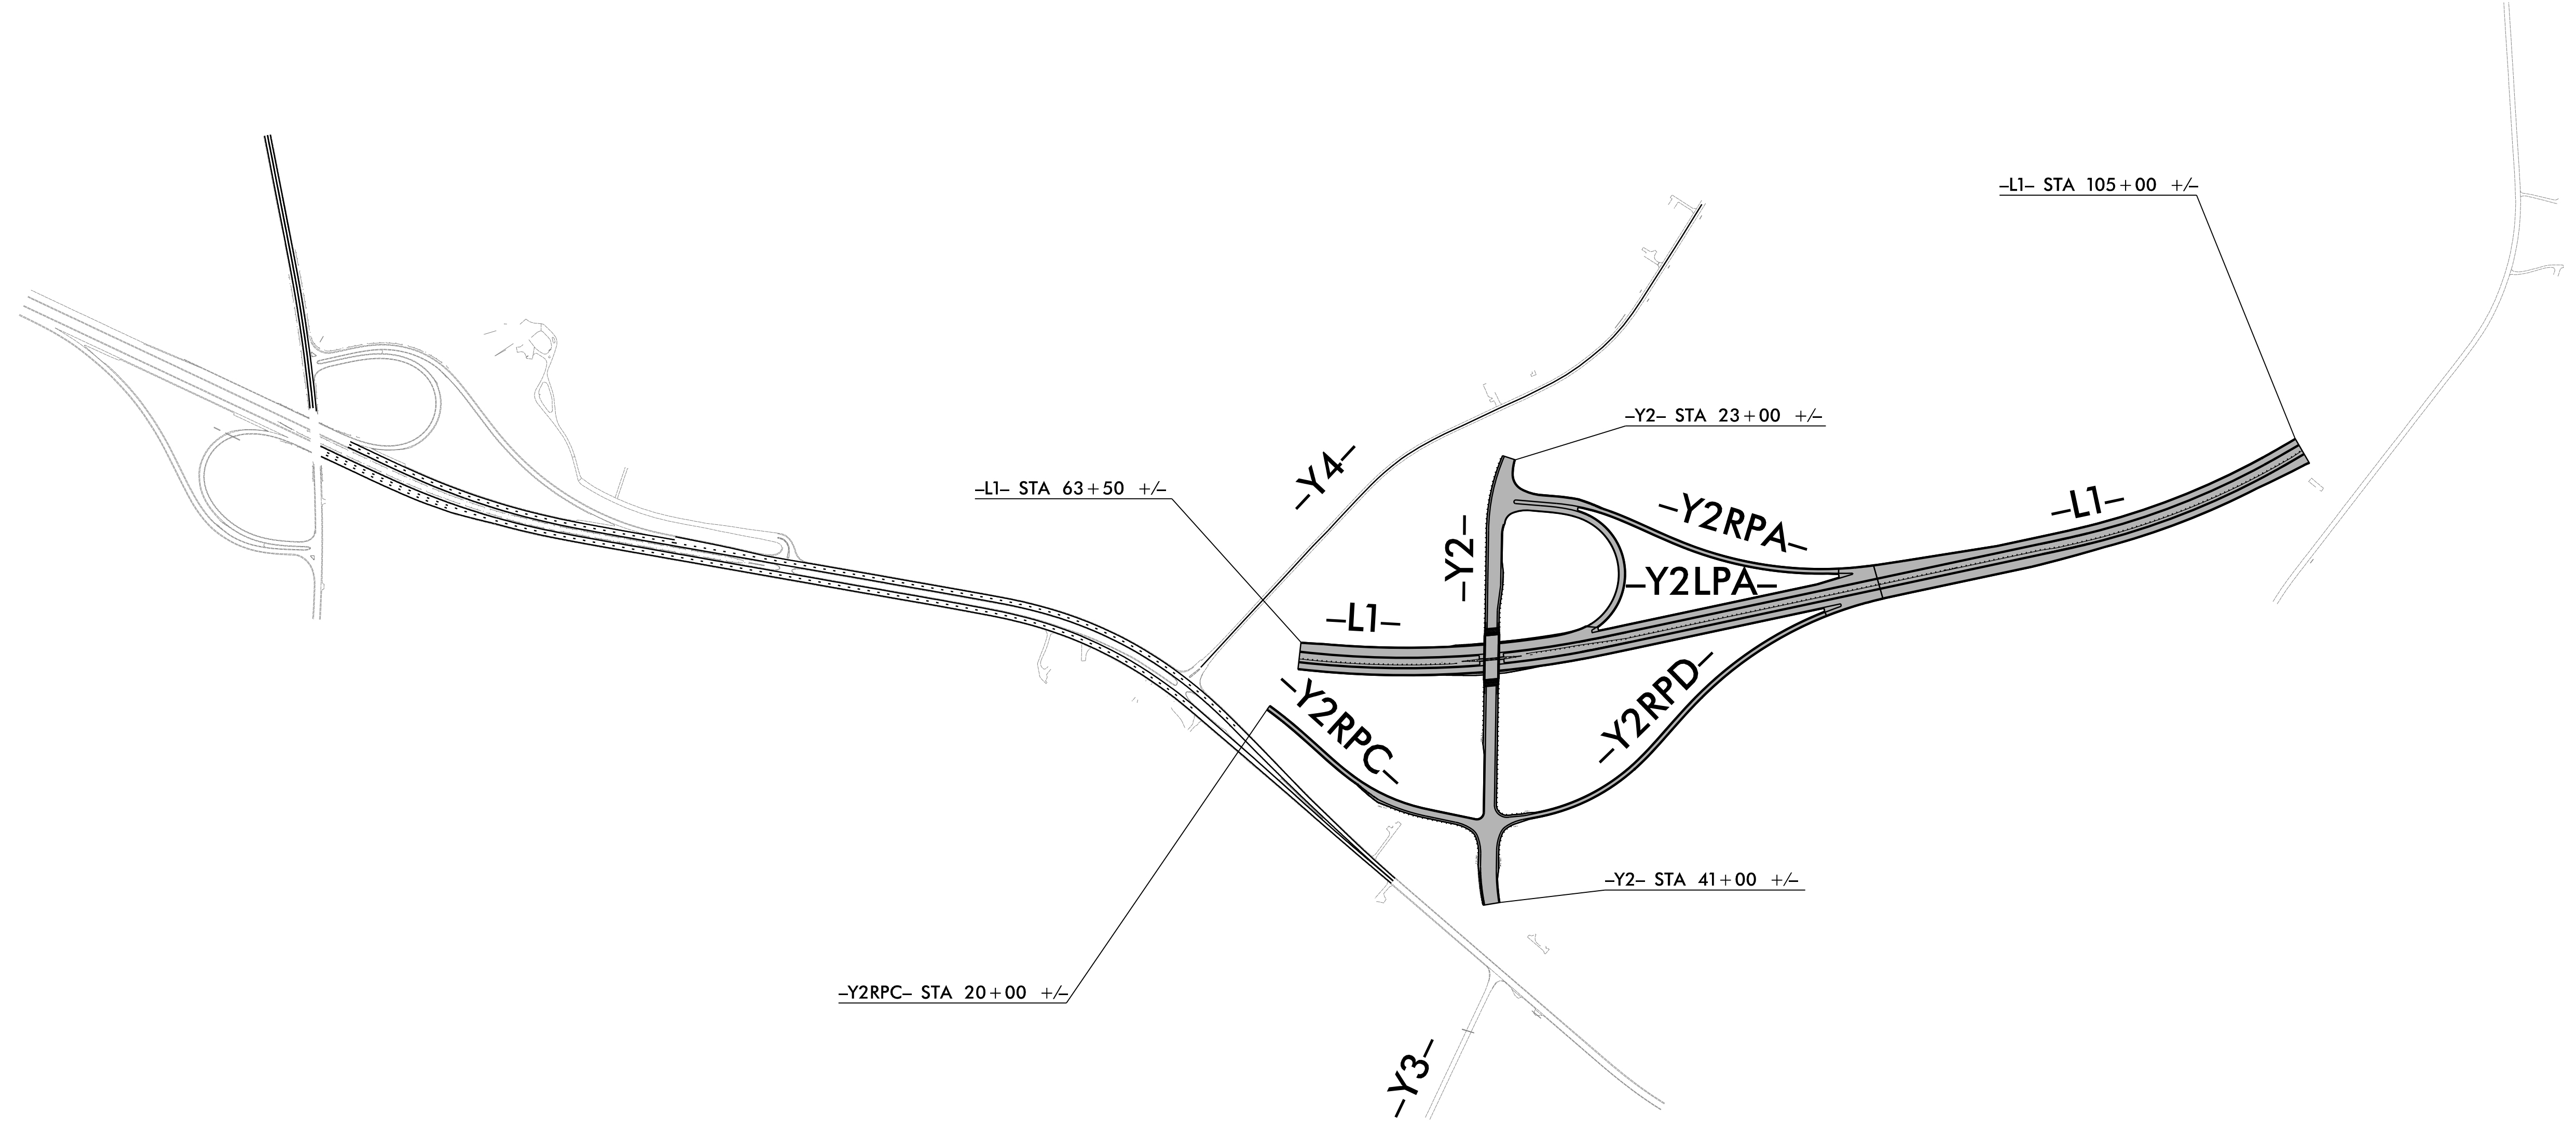 –L1– STA 105+00 +/–
–Y2– STA 23+00 +/–
–Y4–
–L1– STA 63+50 +/–
–Y2RPA–
–L1–
–Y2–
–Y2LPA–
–L1–
–Y2RPC–
–Y2RPD–
–Y2– STA 41+00 +/–
–Y2RPC– STA 20+00 +/–
–Y3–